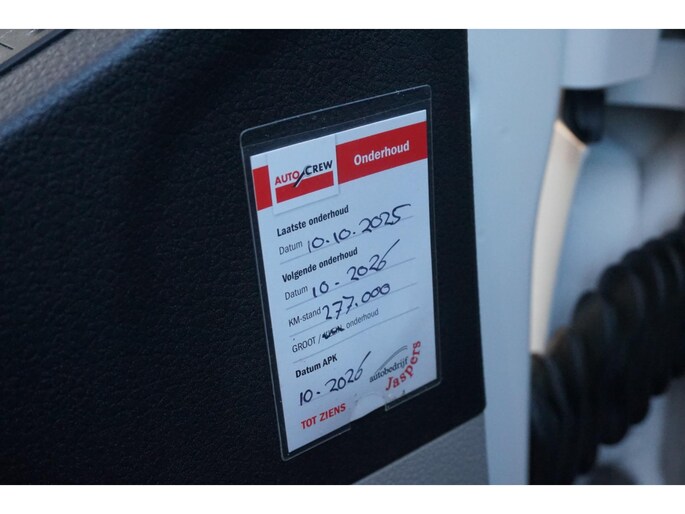 AUTO CREW
Onderhoud
Laatste onderhoud
Datum 10.10.2025
Volgende onderhoud
Datum 10-2026
KM-stand 277.000
GROOT / onderhoud
Datum APK
10-2026
autobedrijf
Jaspers
TOT ZIENS